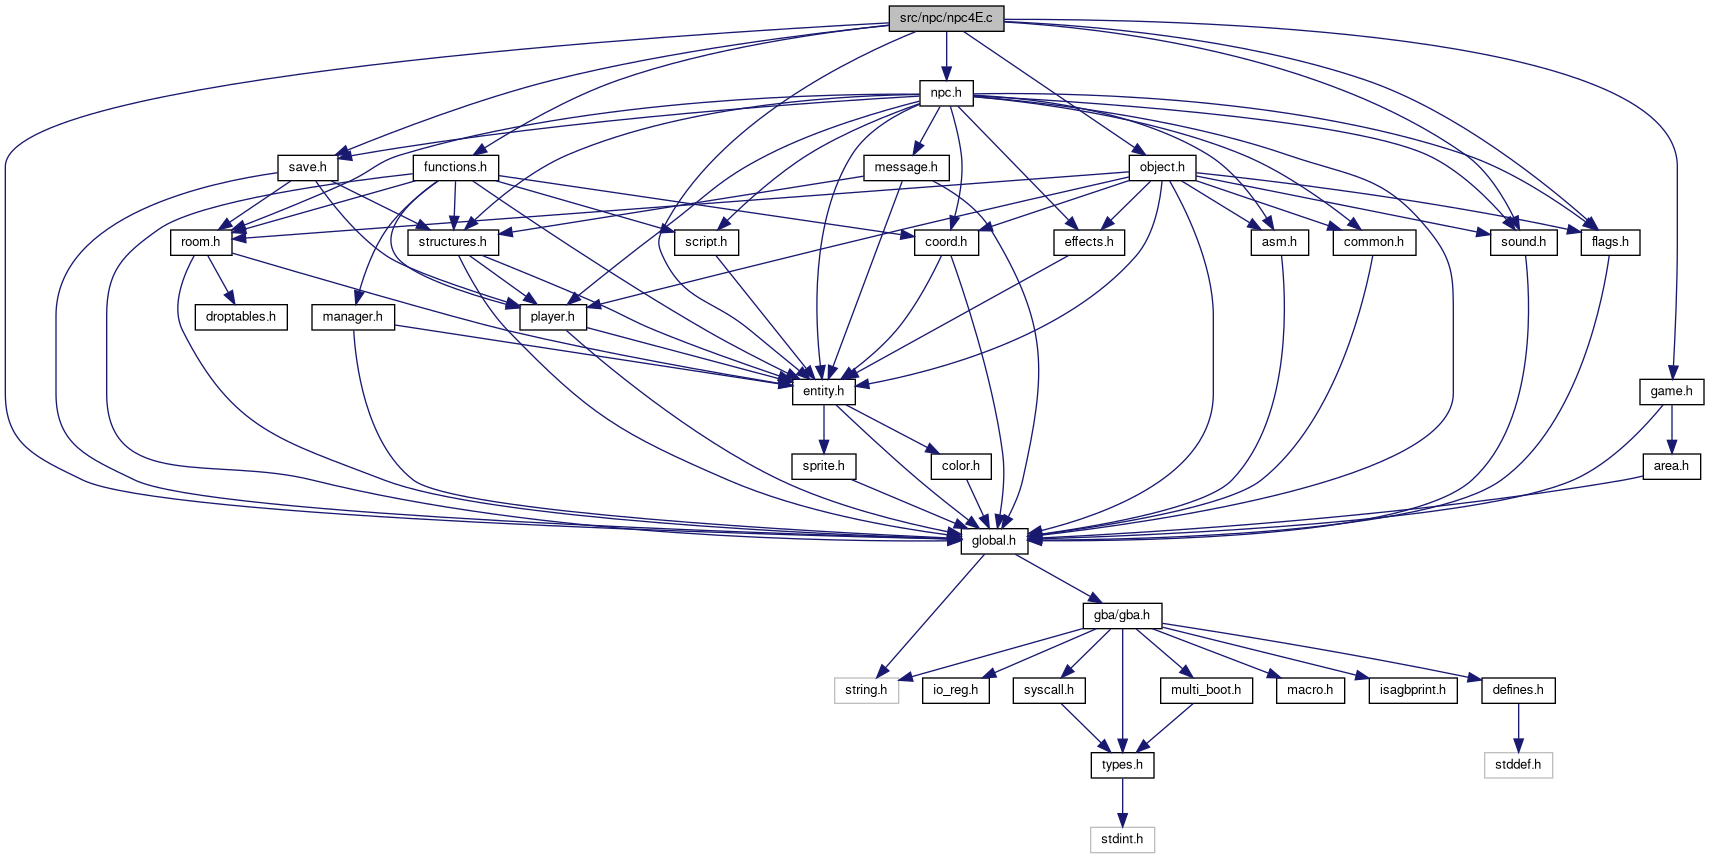 src/npc/npc4E.c
npc.h
save.h
functions.h
message.h
object.h
room.h
structures.h
script.h
coord.h
effects.h
asm.h
common.h
sound.h
flags.h
droptables.h
manager.h
player.h
entity.h
game.h
sprite.h
color.h
area.h
global.h
gba/gba.h
string.h
io_reg.h
syscall.h
multi_boot.h
macro.h
isagbprint.h
defines.h
types.h
stddef.h
stdint.h